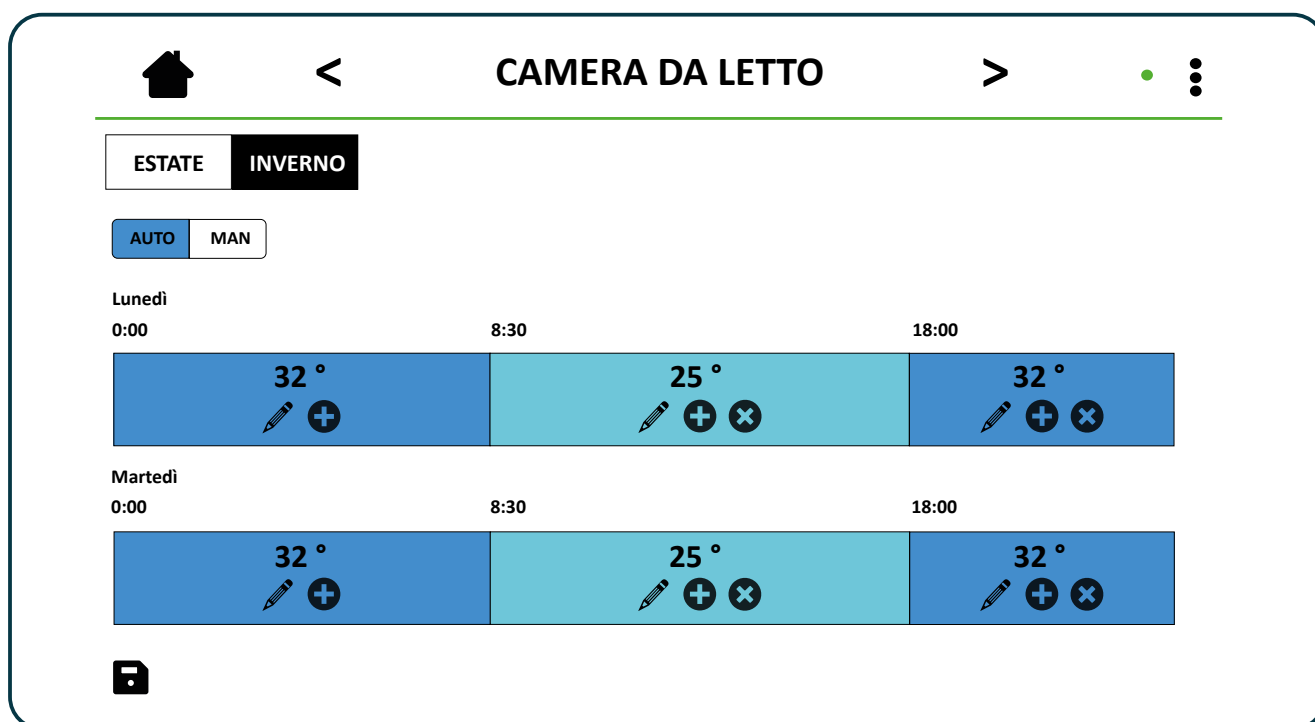 < CAMERA DA LETTO >
ESTATE INVERNO
AUTO MAN
Lunedì
0:00 8:30 18:00
32 ° 25 ° 32 °
Martedì
0:00 8:30 18:00
32 ° 25 ° 32 °